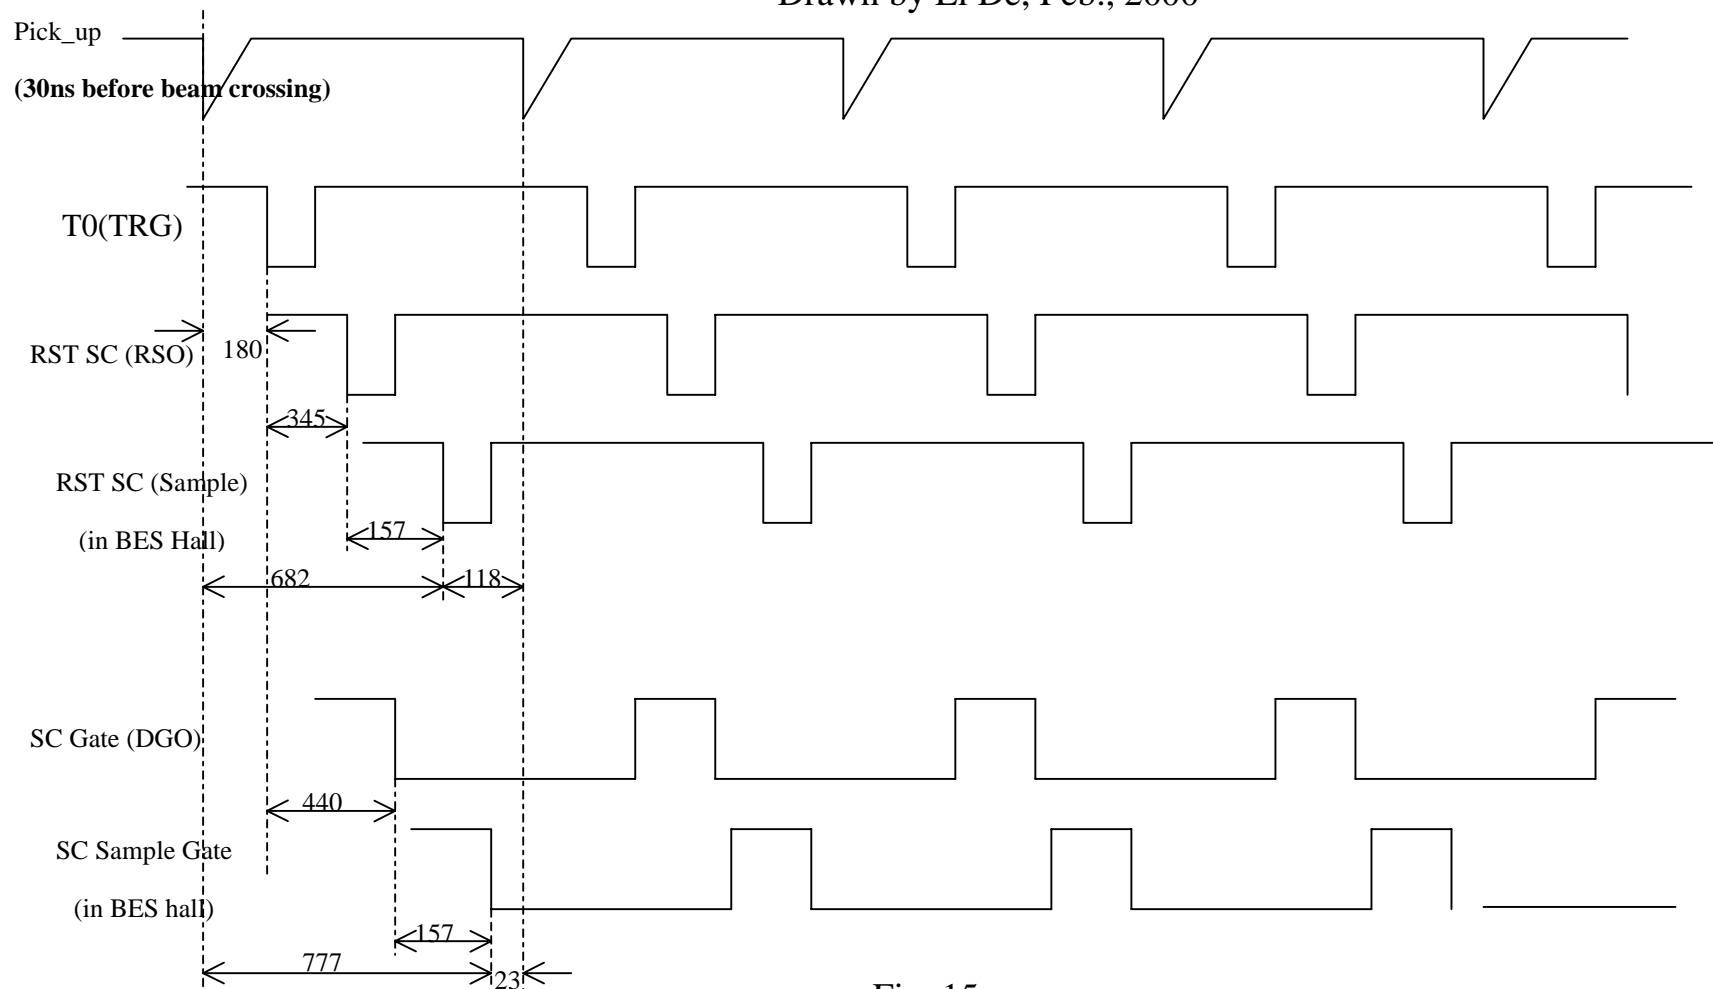 Drawn by Li De, Feb., 2000
Pick_up
(30ns before beam crossing)
T0(TRG)
RST SC (RSO)
180
345
RST SC (Sample)
(in BES Hall)
157
682
118
SC Gate (DGO)
440
SC Sample Gate
(in BES hall)
157
777
23
Fig. 15